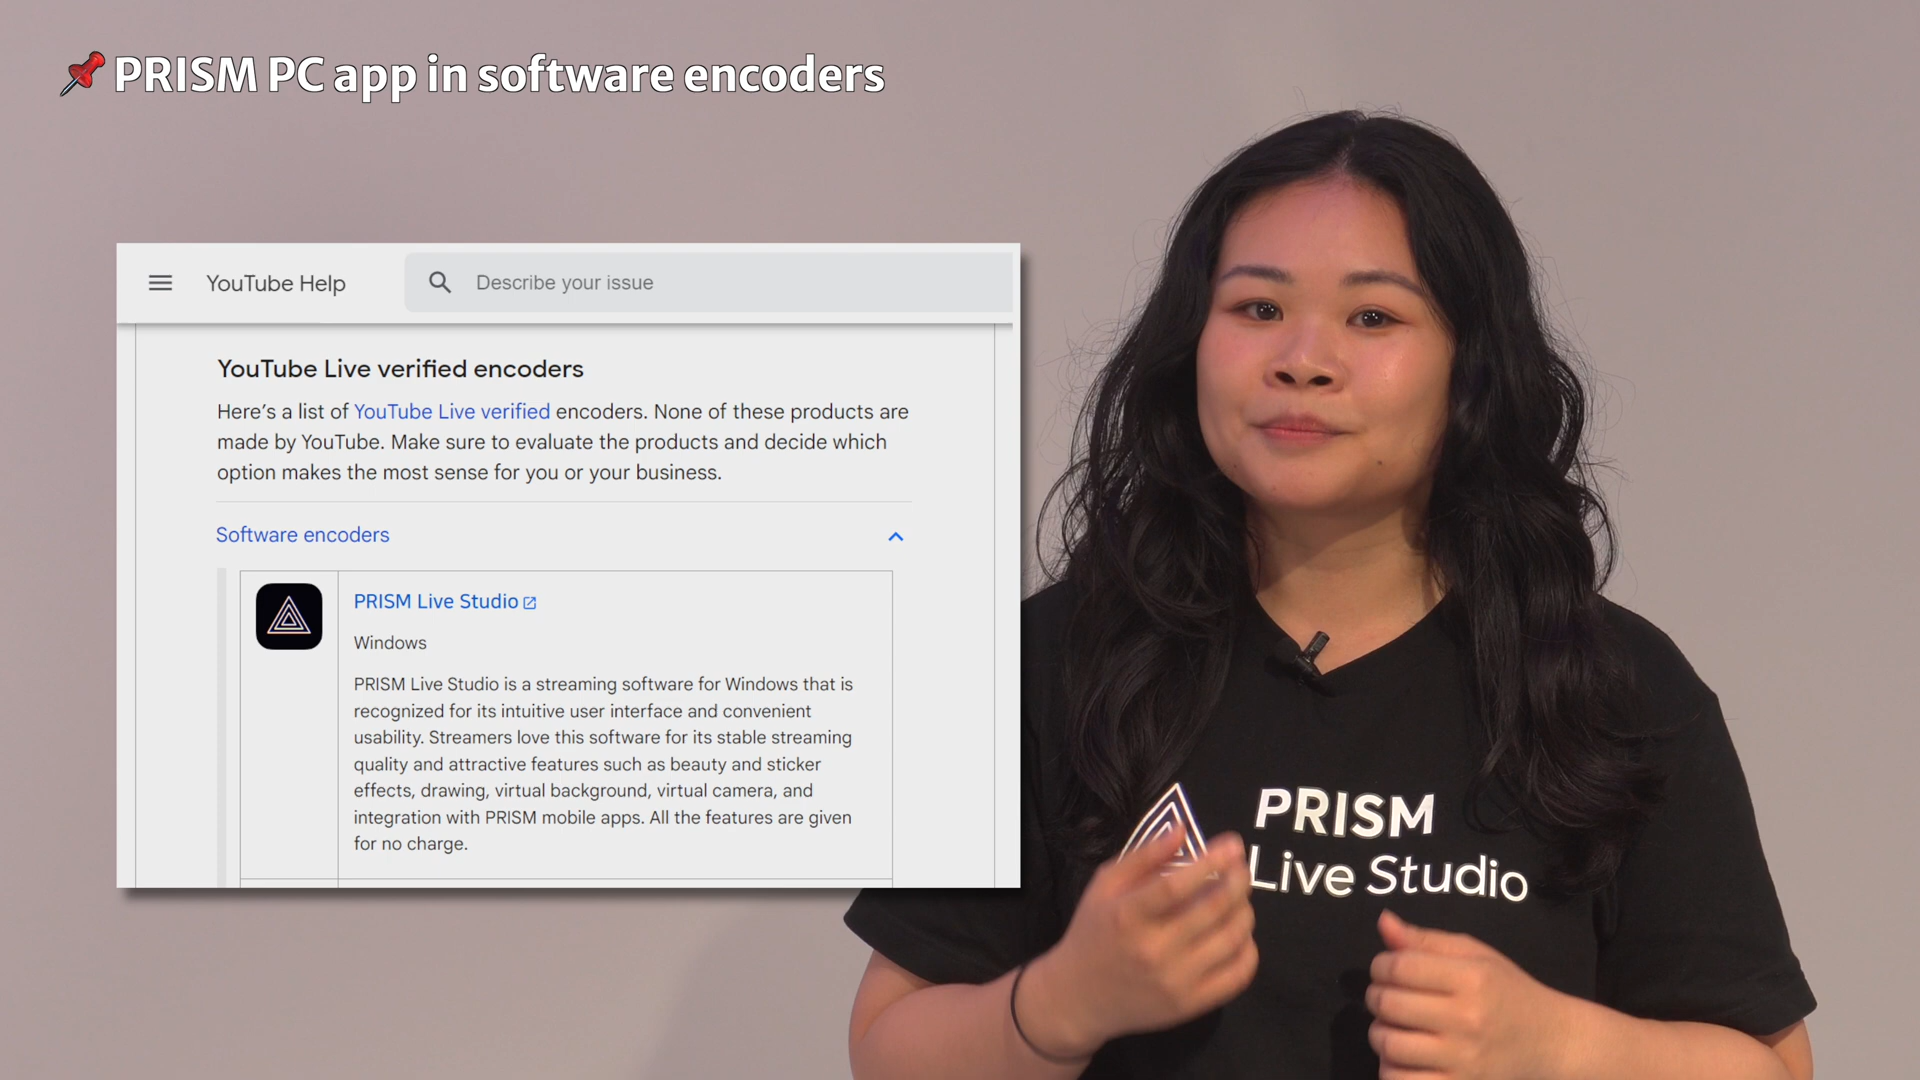 PRISM PC app in software encoders
YouTube Help
Describe your issue
YouTube Live verified encoders
Here’s a list of YouTube Live verified encoders. None of these products are
made by YouTube. Make sure to evaluate the products and decide which
option makes the most sense for you or your business.
Software encoders
PRISM Live Studio
Windows
PRISM Live Studio is a streaming software for Windows that is
recognized for its intuitive user interface and convenient
usability. Streamers love this software for its stable streaming
quality and attractive features such as beauty and sticker
effects, drawing, virtual background, virtual camera, and
integration with PRISM mobile apps. All the features are given
for no charge.
PRISM
Live Studio